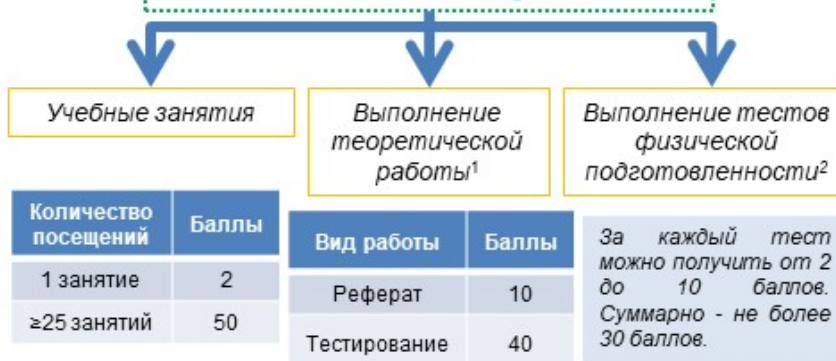 Учебные занятия
Выполнение
теоретической
работы¹
Выполнение тестов
физической
подготовленности²
Количество
посещений
Баллы
1 занятие
2
≥25 занятий
50
Вид работы
Баллы
Реферат
10
Тестирование
40
За каждый тест
можно получить от 2
до 10 баллов.
Суммарно - не более
30 баллов.